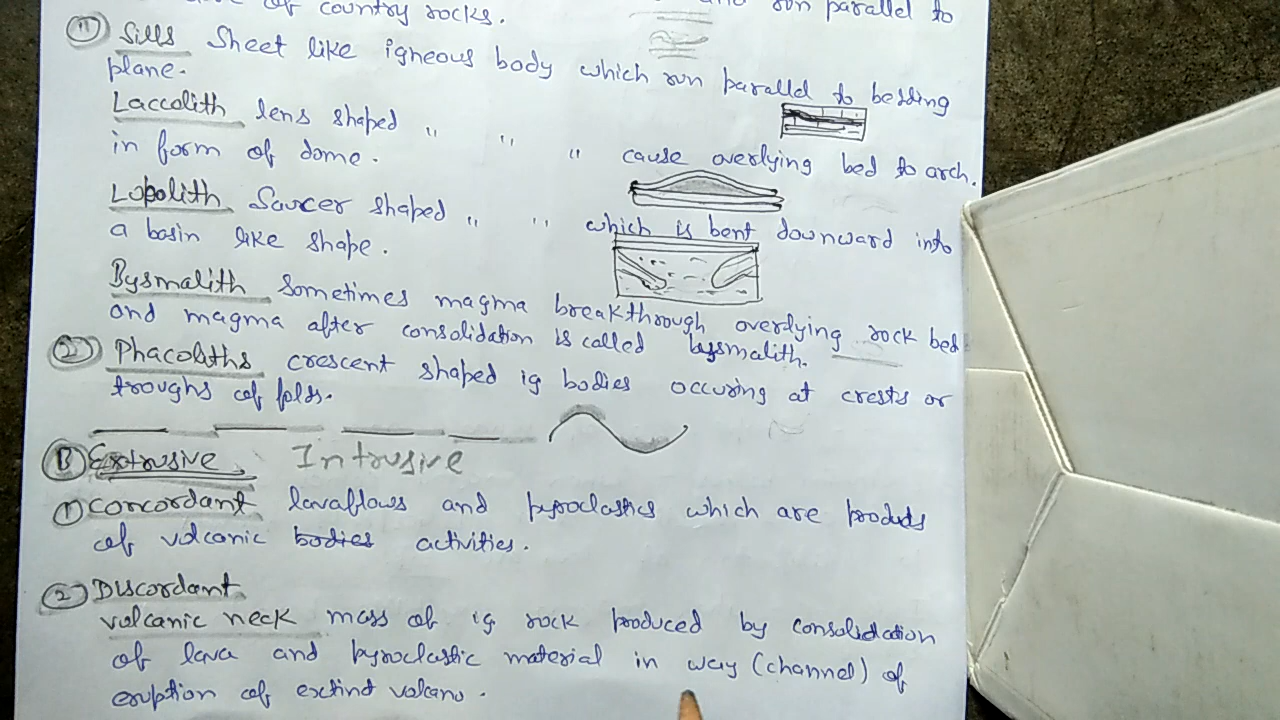 of country rocks. run parallel to
① Sills Sheet like igneous body which run parallel to bedding
plane.
Laccolith lens shaped " " " cause overlying bed to arch.
in form of dome.
Lopolith Saucer shaped " " which is bent downward into
a basin like shape.
Bysmalith Sometimes magma breakthrough overlying rock bed
and magma after consolidation is called bysmalith.
② Phacoliths crescent shaped ig bodies occuring at crests or
troughs of folds.
Ⓑ Extrusive Intrusive
① Concordant lavaflows and pyroclastics which are products
of volcanic bodies activities.
② Discordant
volcanic neck mass of ig rock produced by consolidation
of lava and pyroclastic material in way (channel) of
eruption of extinct volcano.